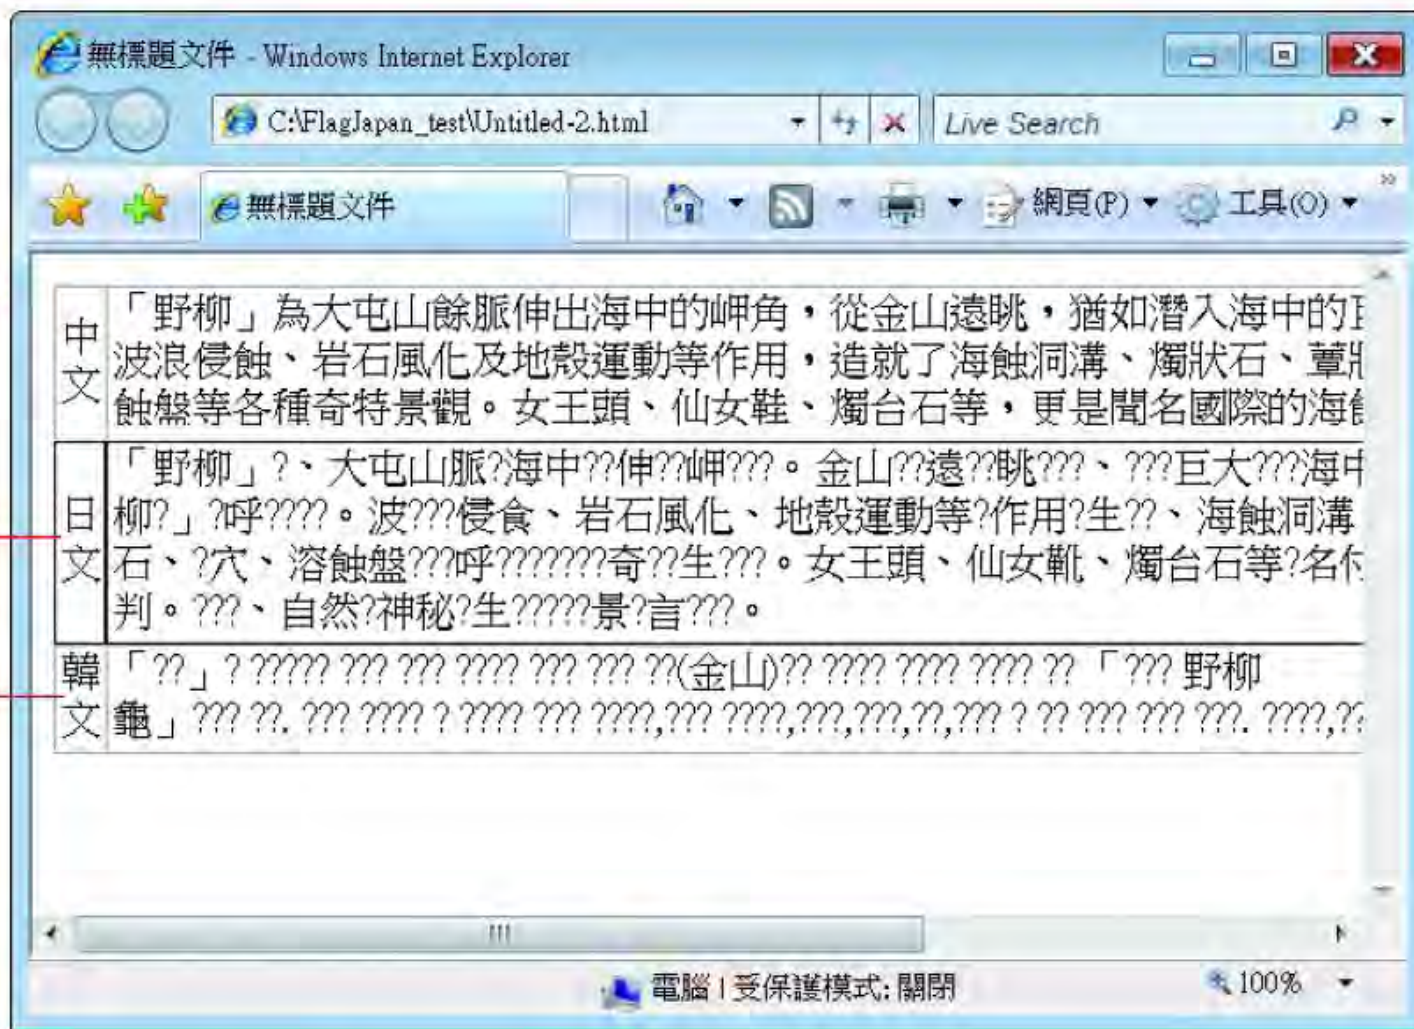 無標題文件 - Windows Internet Explorer
C:\FlagJapan_test\Untitled-2.html
Live Search
無標題文件
網頁(P)
工具(O)
中文
「野柳」為大屯山餘脈伸出海中的岬角，從金山遠眺，猶如潛入海中的
波浪侵蝕、岩石風化及地殼運動等作用，造就了海蝕洞溝、燭狀石、蕈狀
蝕盤等各種奇特景觀。女王頭、仙女鞋、燭台石等，更是聞名國際的海蝕
日文
「野柳」?、大屯山脈?海中??伸??岬???。金山??遠??眺???、???巨大???海中
柳?」?呼????。波???侵食、岩石風化、地殼運動等?作用?生??、海蝕洞溝
石、?穴、溶蝕盤???呼???????奇??生???。女王頭、仙女靴、燭台石等?名付
判。???、自然?神秘?生?????景?言???。
韓文
「??」? ????? ??? ??? ???? ??? ??? ??(金山)?? ???? ???? ???? ?? 「??? 野柳
龜」??? ??. ??? ???? ? ???? ??? ????,??? ????,???,???,??,??? ? ?? ??? ??? ???. ????,??
電腦 | 受保護模式: 關閉
100%